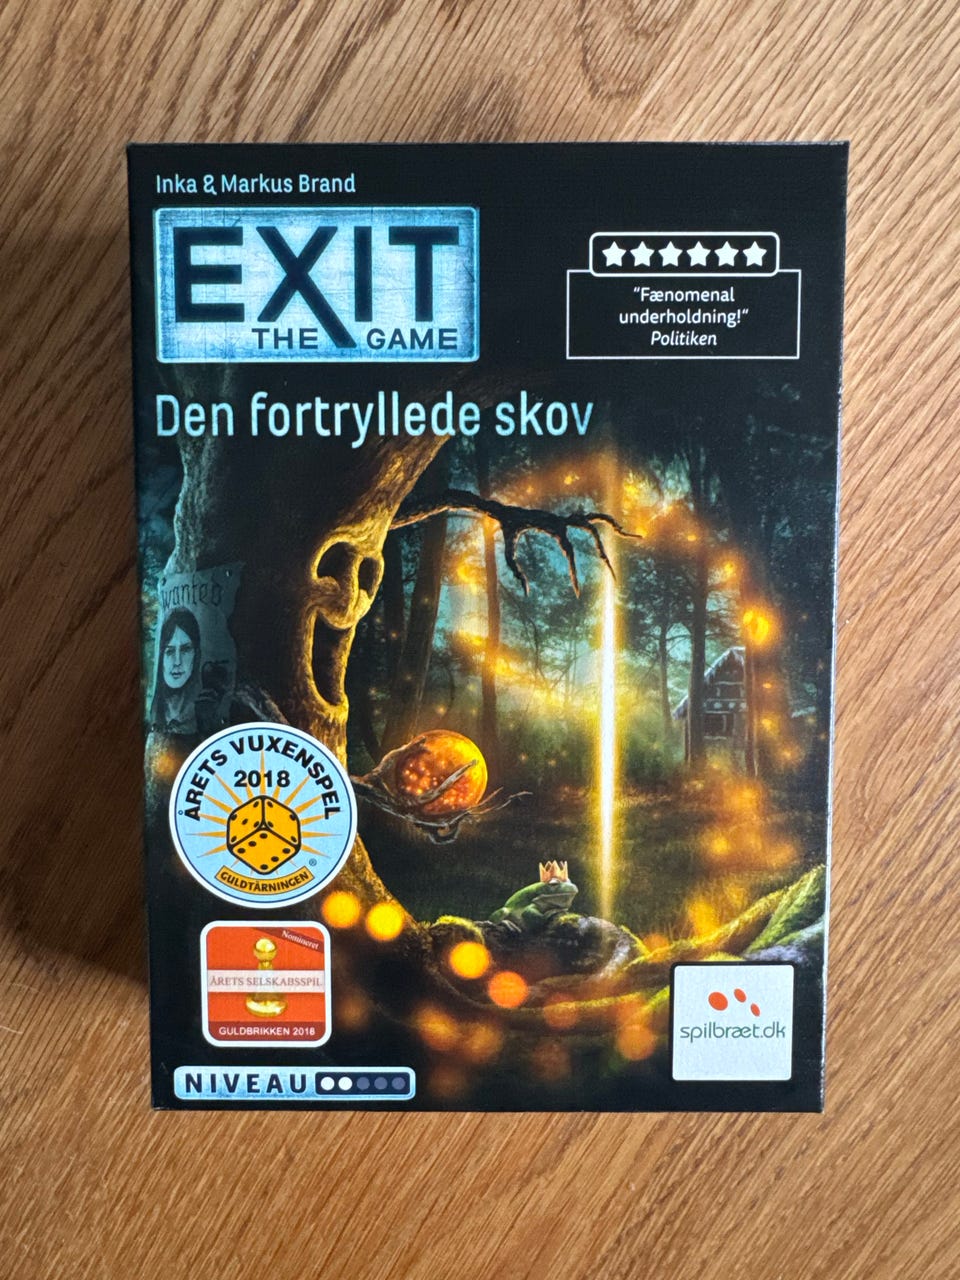 Inka & Markus Brand
EXIT
THE GAME
★★★★★★
"Fænomenal
underholdning!"
Politiken
Den fortryllede skov
wanted
ÅRETS VUXENSPEL
2018
GULDTÄRNINGEN®
Nomineret
ÅRETS SELSKABSSPIL
GULDBRIKKEN 2018
spilbræt.dk
NIVEAU